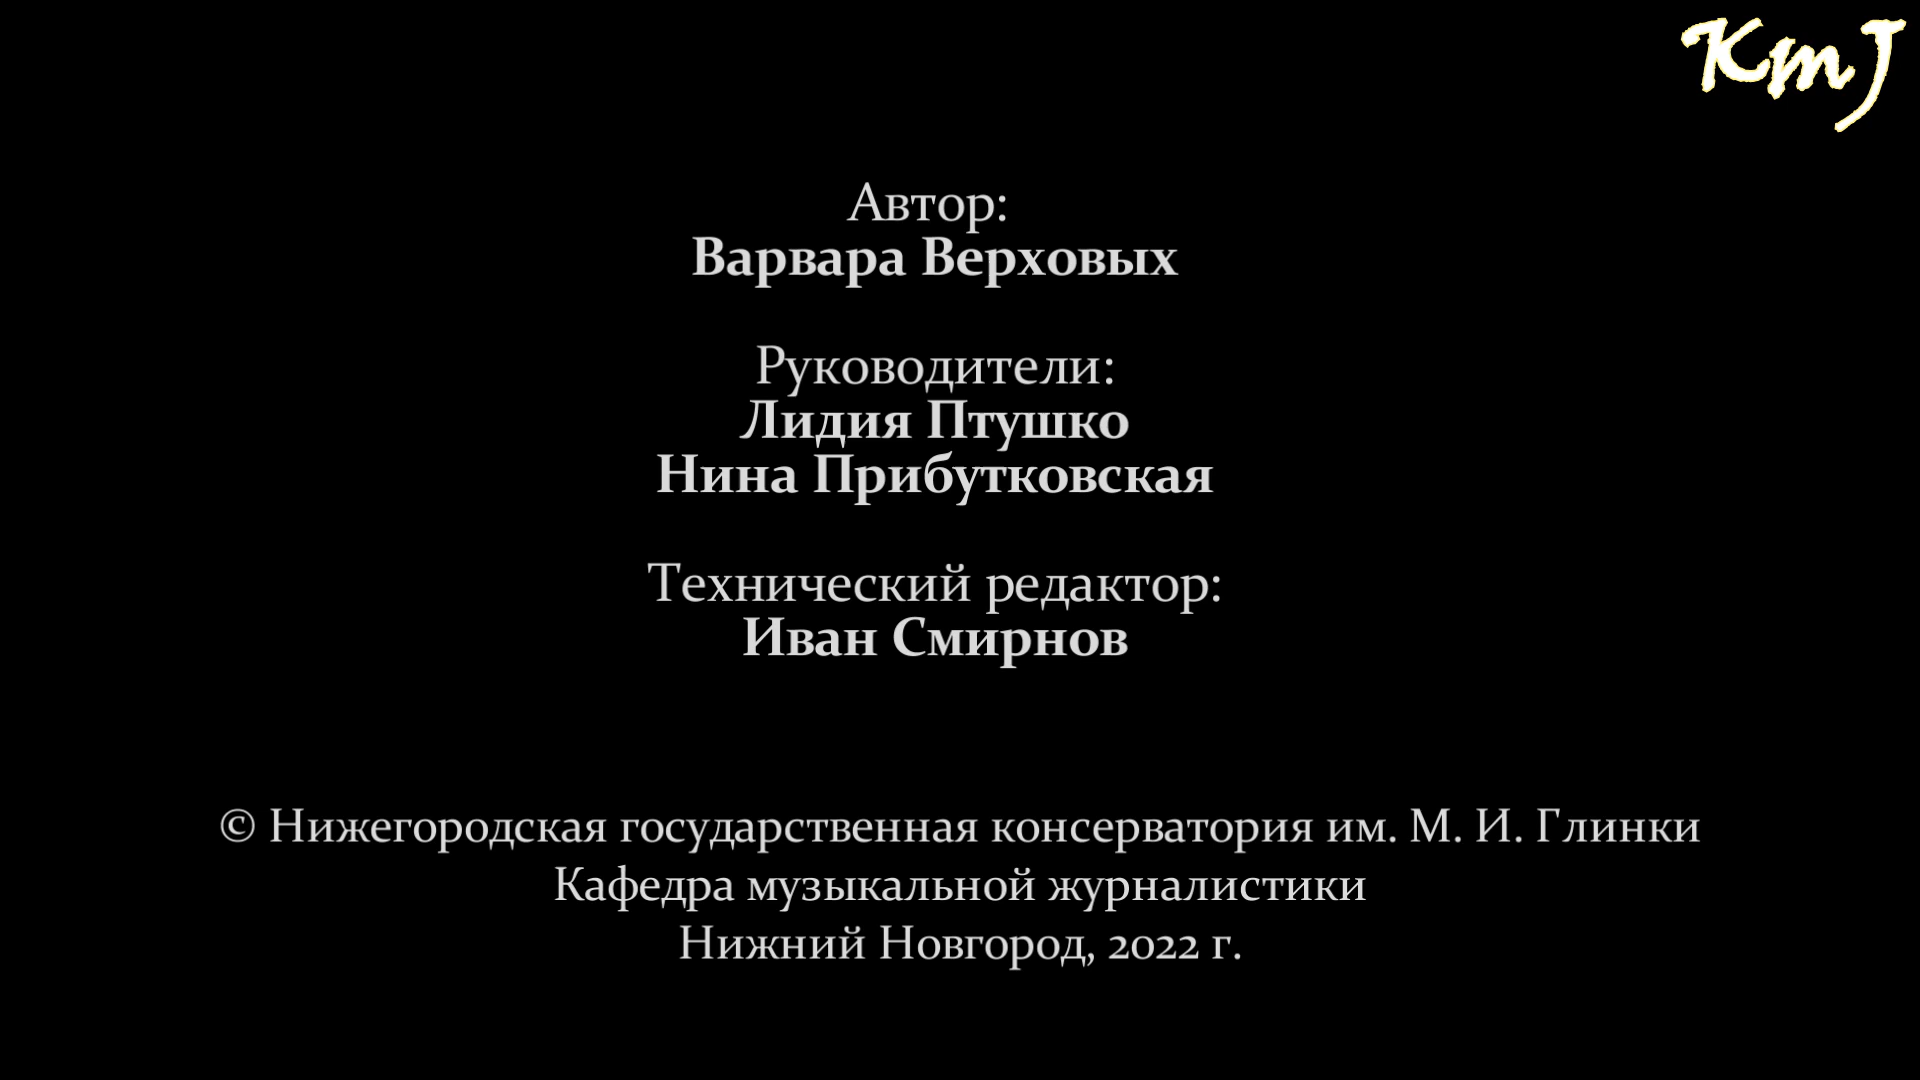 KmJ
Автор:
Варвара Верховых
Руководители:
Лидия Птушко
Нина Прибутковская
Технический редактор:
Иван Смирнов
© Нижегородская государственная консерватория им. М. И. Глинки
Кафедра музыкальной журналистики
Нижний Новгород, 2022 г.